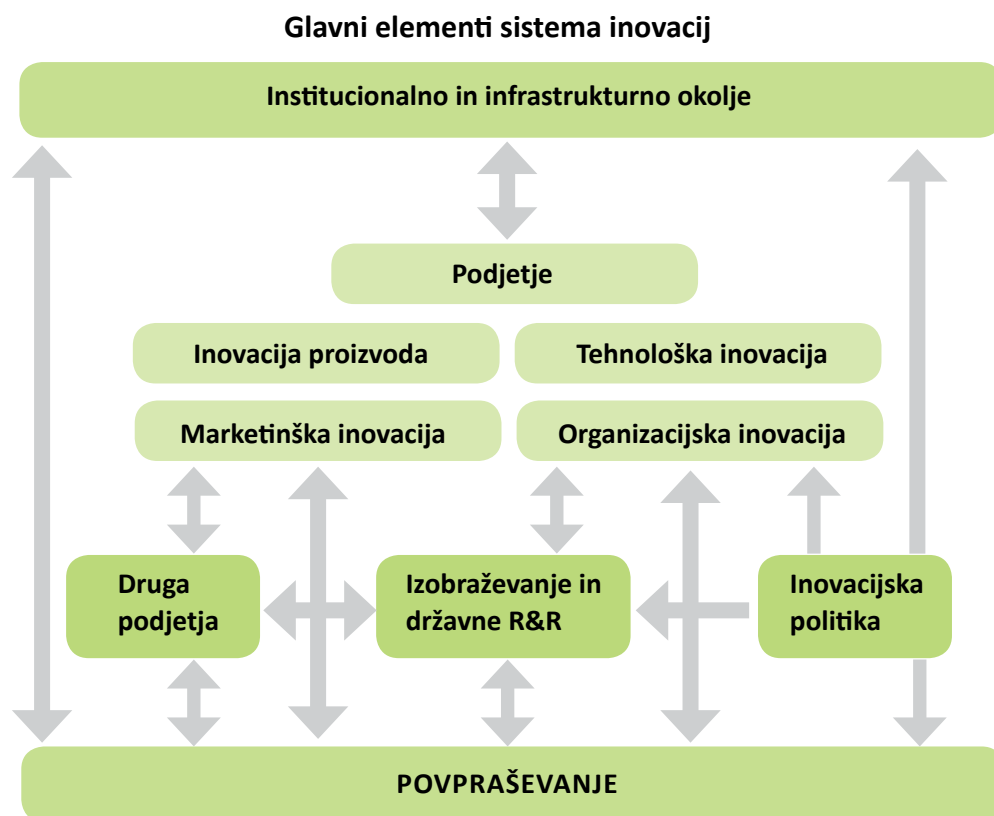 Glavni elementi sistema inovacij
Institucionalno in infrastrukturno okolje
Podjetje
Inovacija proizvoda
Tehnološka inovacija
Marketinška inovacija
Organizacijska inovacija
Druga
podjetja
Izobraževanje in
državne R&R
Inovacijska
politika
POVPRAŠEVANJE